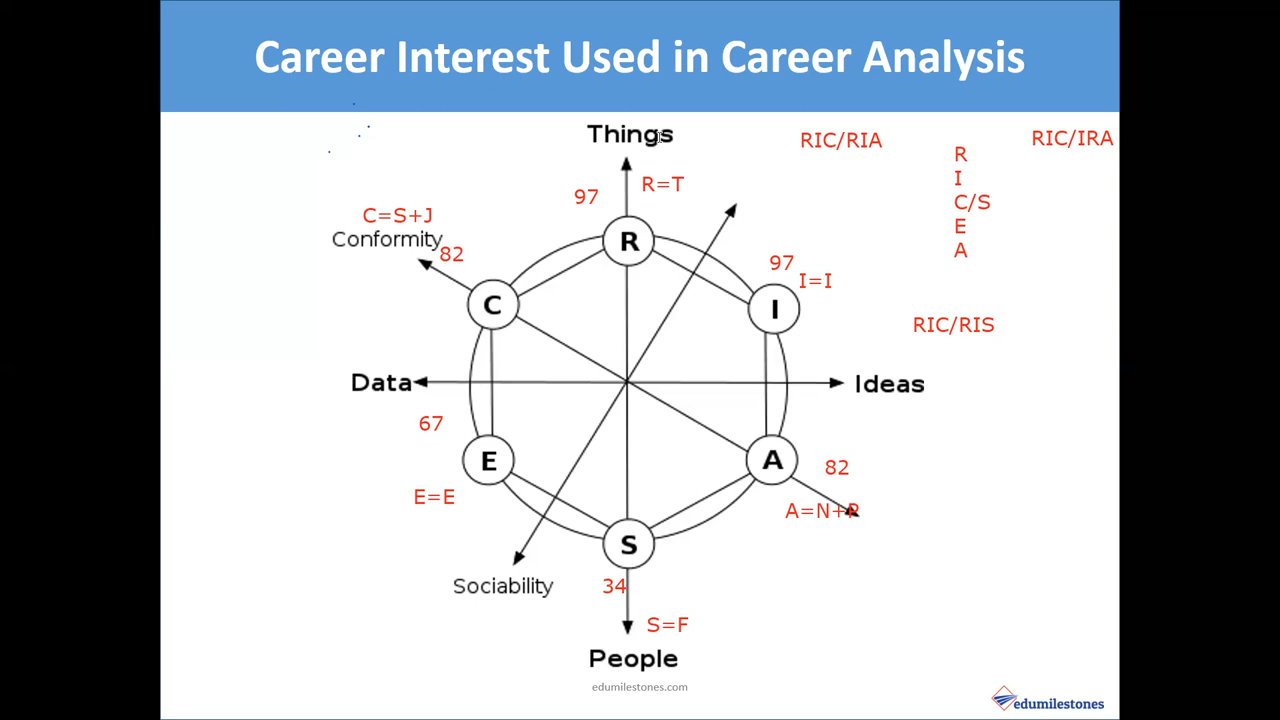 Career Interest Used in Career Analysis
Things
RIC/RIA
RIC/IRA
R
I
C/S
E
A
97
R=T
C=S+J
Conformity
82
R
97
I=I
C
I
RIC/RIS
Data
Ideas
67
E
A
82
E=E
A=N+P
S
Sociability
34
S=F
People
edumilestones.com
edumilestones